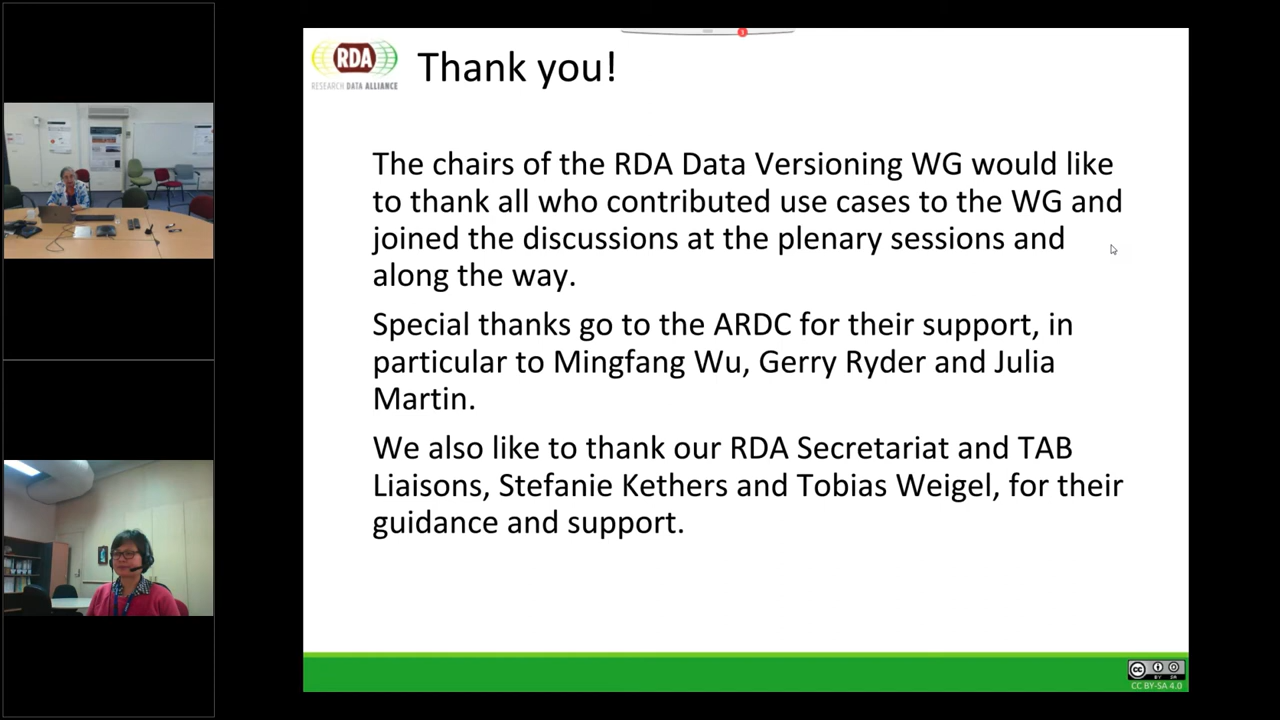 RDA
RESEARCH DATA ALLIANCE
Thank you!
The chairs of the RDA Data Versioning WG would like
to thank all who contributed use cases to the WG and
joined the discussions at the plenary sessions and
along the way.
Special thanks go to the ARDC for their support, in
particular to Mingfang Wu, Gerry Ryder and Julia
Martin.
We also like to thank our RDA Secretariat and TAB
Liaisons, Stefanie Kethers and Tobias Weigel, for their
guidance and support.
CC BY-SA 4.0